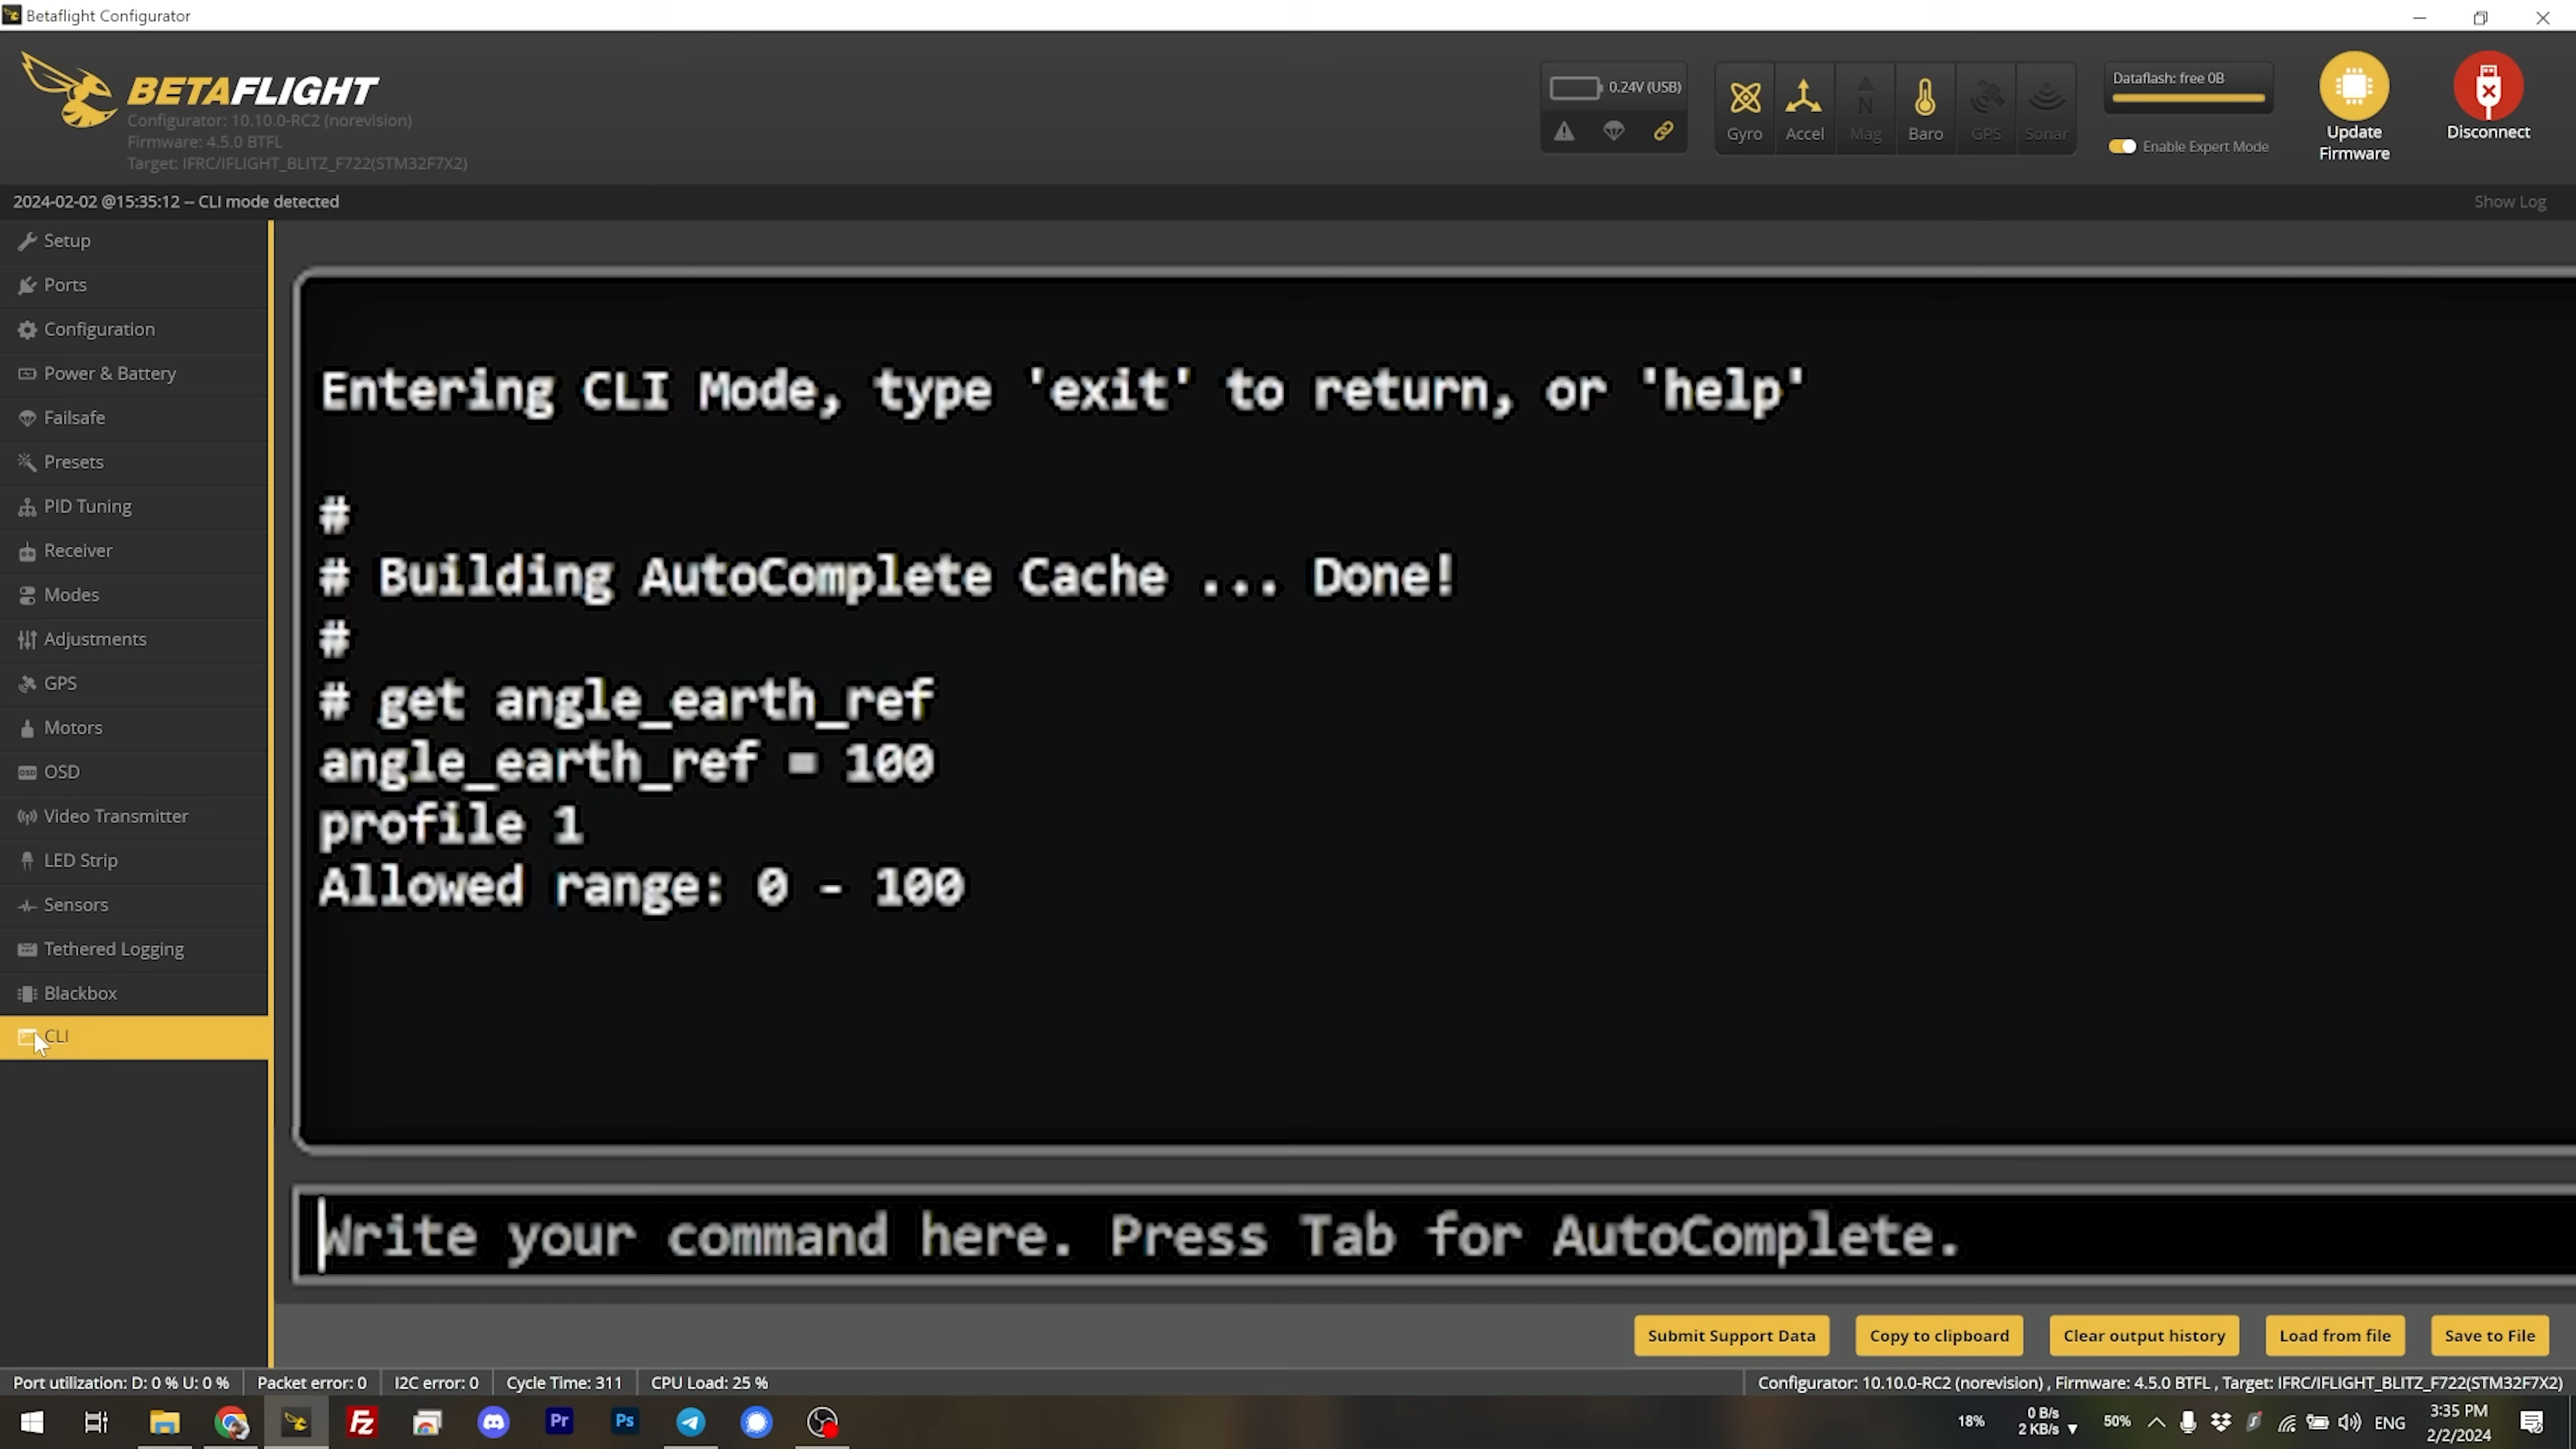 Betaflight Configurator
BETAFLIGHT
Configurator: 10.10.0-RC2 (norevision)
Firmware: 4.5.0 BTFL
Target: IFRC/IFLIGHT_BLITZ_F722(STM32F7X2)
0.24V (USB)
Gyro
Accel
N
Mag
Baro
GPS
Sonar
Dataflash: free 0B
Enable Expert Mode
Update
Firmware
Disconnect
2024-02-02 @15:35:12 -- CLI mode detected
Show Log
Setup
Ports
Configuration
Power & Battery
Failsafe
Presets
PID Tuning
Receiver
Modes
Adjustments
GPS
Motors
OSD
Video Transmitter
LED Strip
Sensors
Tethered Logging
Blackbox
CLI
Entering CLI Mode, type 'exit' to return, or 'help'
#
# Building AutoComplete Cache ... Done!
#
# get angle_earth_ref
angle_earth_ref = 100
profile 1
Allowed range: 0 - 100
Write your command here. Press Tab for AutoComplete.
Submit Support Data
Copy to clipboard
Clear output history
Load from file
Save to File
Port utilization: D: 0 % U: 0 %
Packet error: 0
I2C error: 0
Cycle Time: 311
CPU Load: 25 %
Configurator: 10.10.0-RC2 (norevision) , Firmware: 4.5.0 BTFL , Target: IFRC/IFLIGHT_BLITZ_F722(STM32F7X2)
Fz
Pr
Ps
18%
0 B/s
2 KB/s
50%
ENG
3:35 PM
2/2/2024